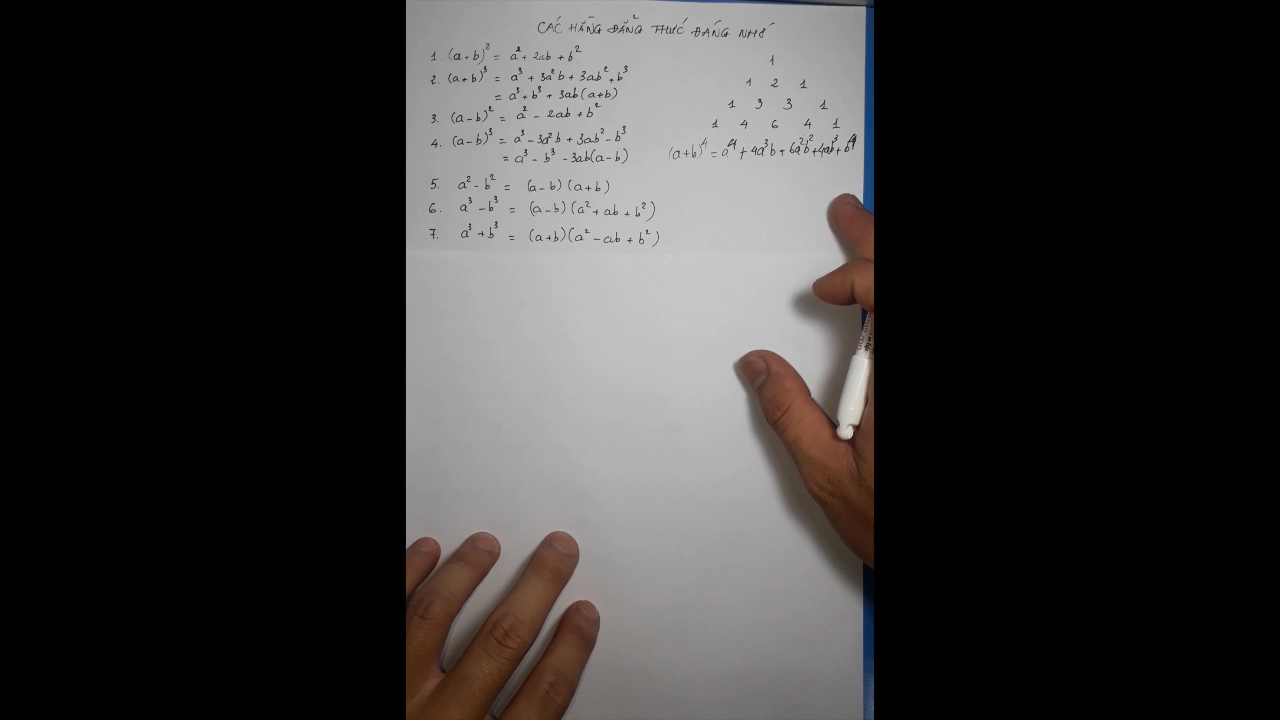 CÁC HẰNG ĐẲNG THỨC ĐÁNG NHỚ
1. (a+b)² = a² + 2ab + b²
2. (a+b)³ = a³ + 3a²b + 3ab² + b³
= a³ + b³ + 3ab(a+b)
3. (a-b)² = a² - 2ab + b²
4. (a-b)³ = a³ - 3a²b + 3ab² - b³
= a³ - b³ - 3ab(a-b)
5. a² - b² = (a-b)(a+b)
6. a³ - b³ = (a-b)(a² + ab + b²)
7. a³ + b³ = (a+b)(a² - ab + b²)
1
1 2 1
1 3 3 1
1 4 6 4 1
(a+b)⁴ = a⁴ + 4a³b + 6a²b² + 4ab³ + b⁴